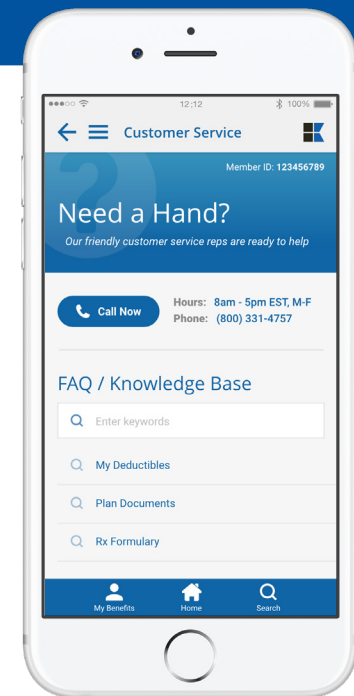 12:12
100%
Customer Service
Member ID: 123456789
Need a Hand?
Our friendly customer service reps are ready to help
Call Now
Hours: 8am - 5pm EST, M-F
Phone: (800) 331-4757
FAQ / Knowledge Base
Enter keywords
My Deductibles
Plan Documents
Rx Formulary
My Benefits Home Search